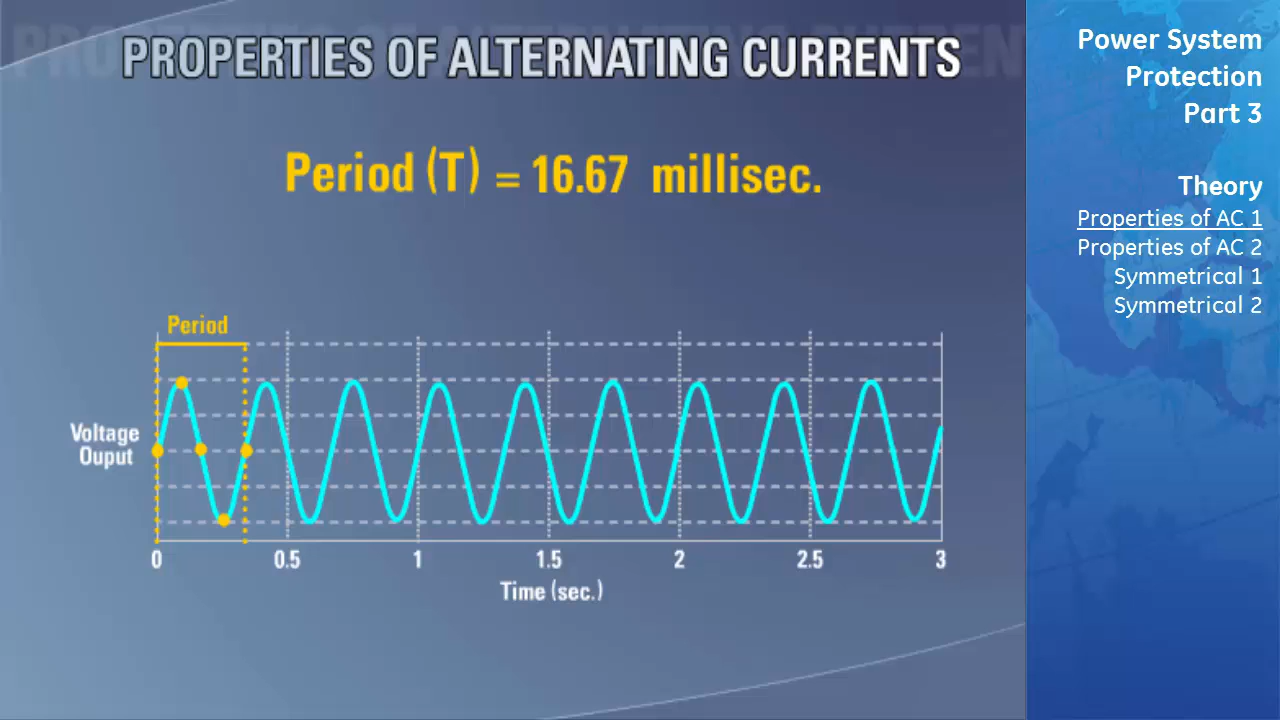 PROPERTIES OF ALTERNATING CURRENTS
Period (T) = 16.67 millisec.
Period
Voltage
Ouput
0 0.5 1 1.5 2 2.5 3
Time (sec.)
Power System
Protection
Part 3
Theory
Properties of AC 1
Properties of AC 2
Symmetrical 1
Symmetrical 2